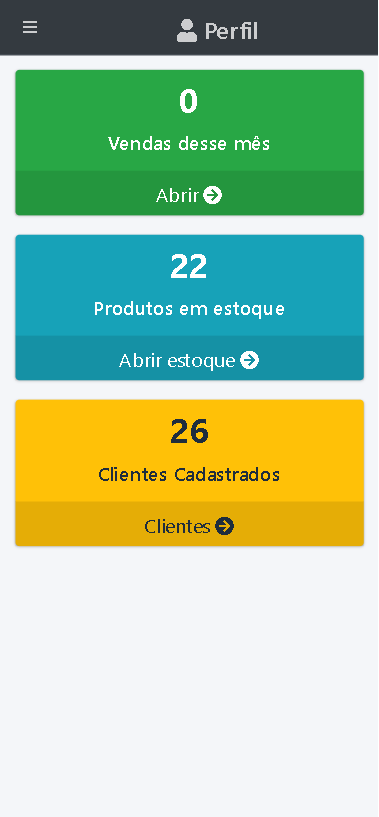 Perfil
0
Vendas desse mês
Abrir
22
Produtos em estoque
Abrir estoque
26
Clientes Cadastrados
Clientes